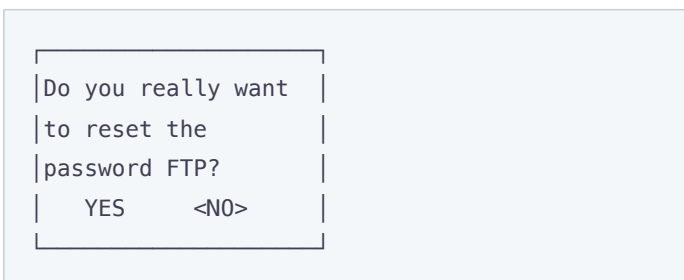 Do you really want
to reset the
password FTP?
YES <NO>